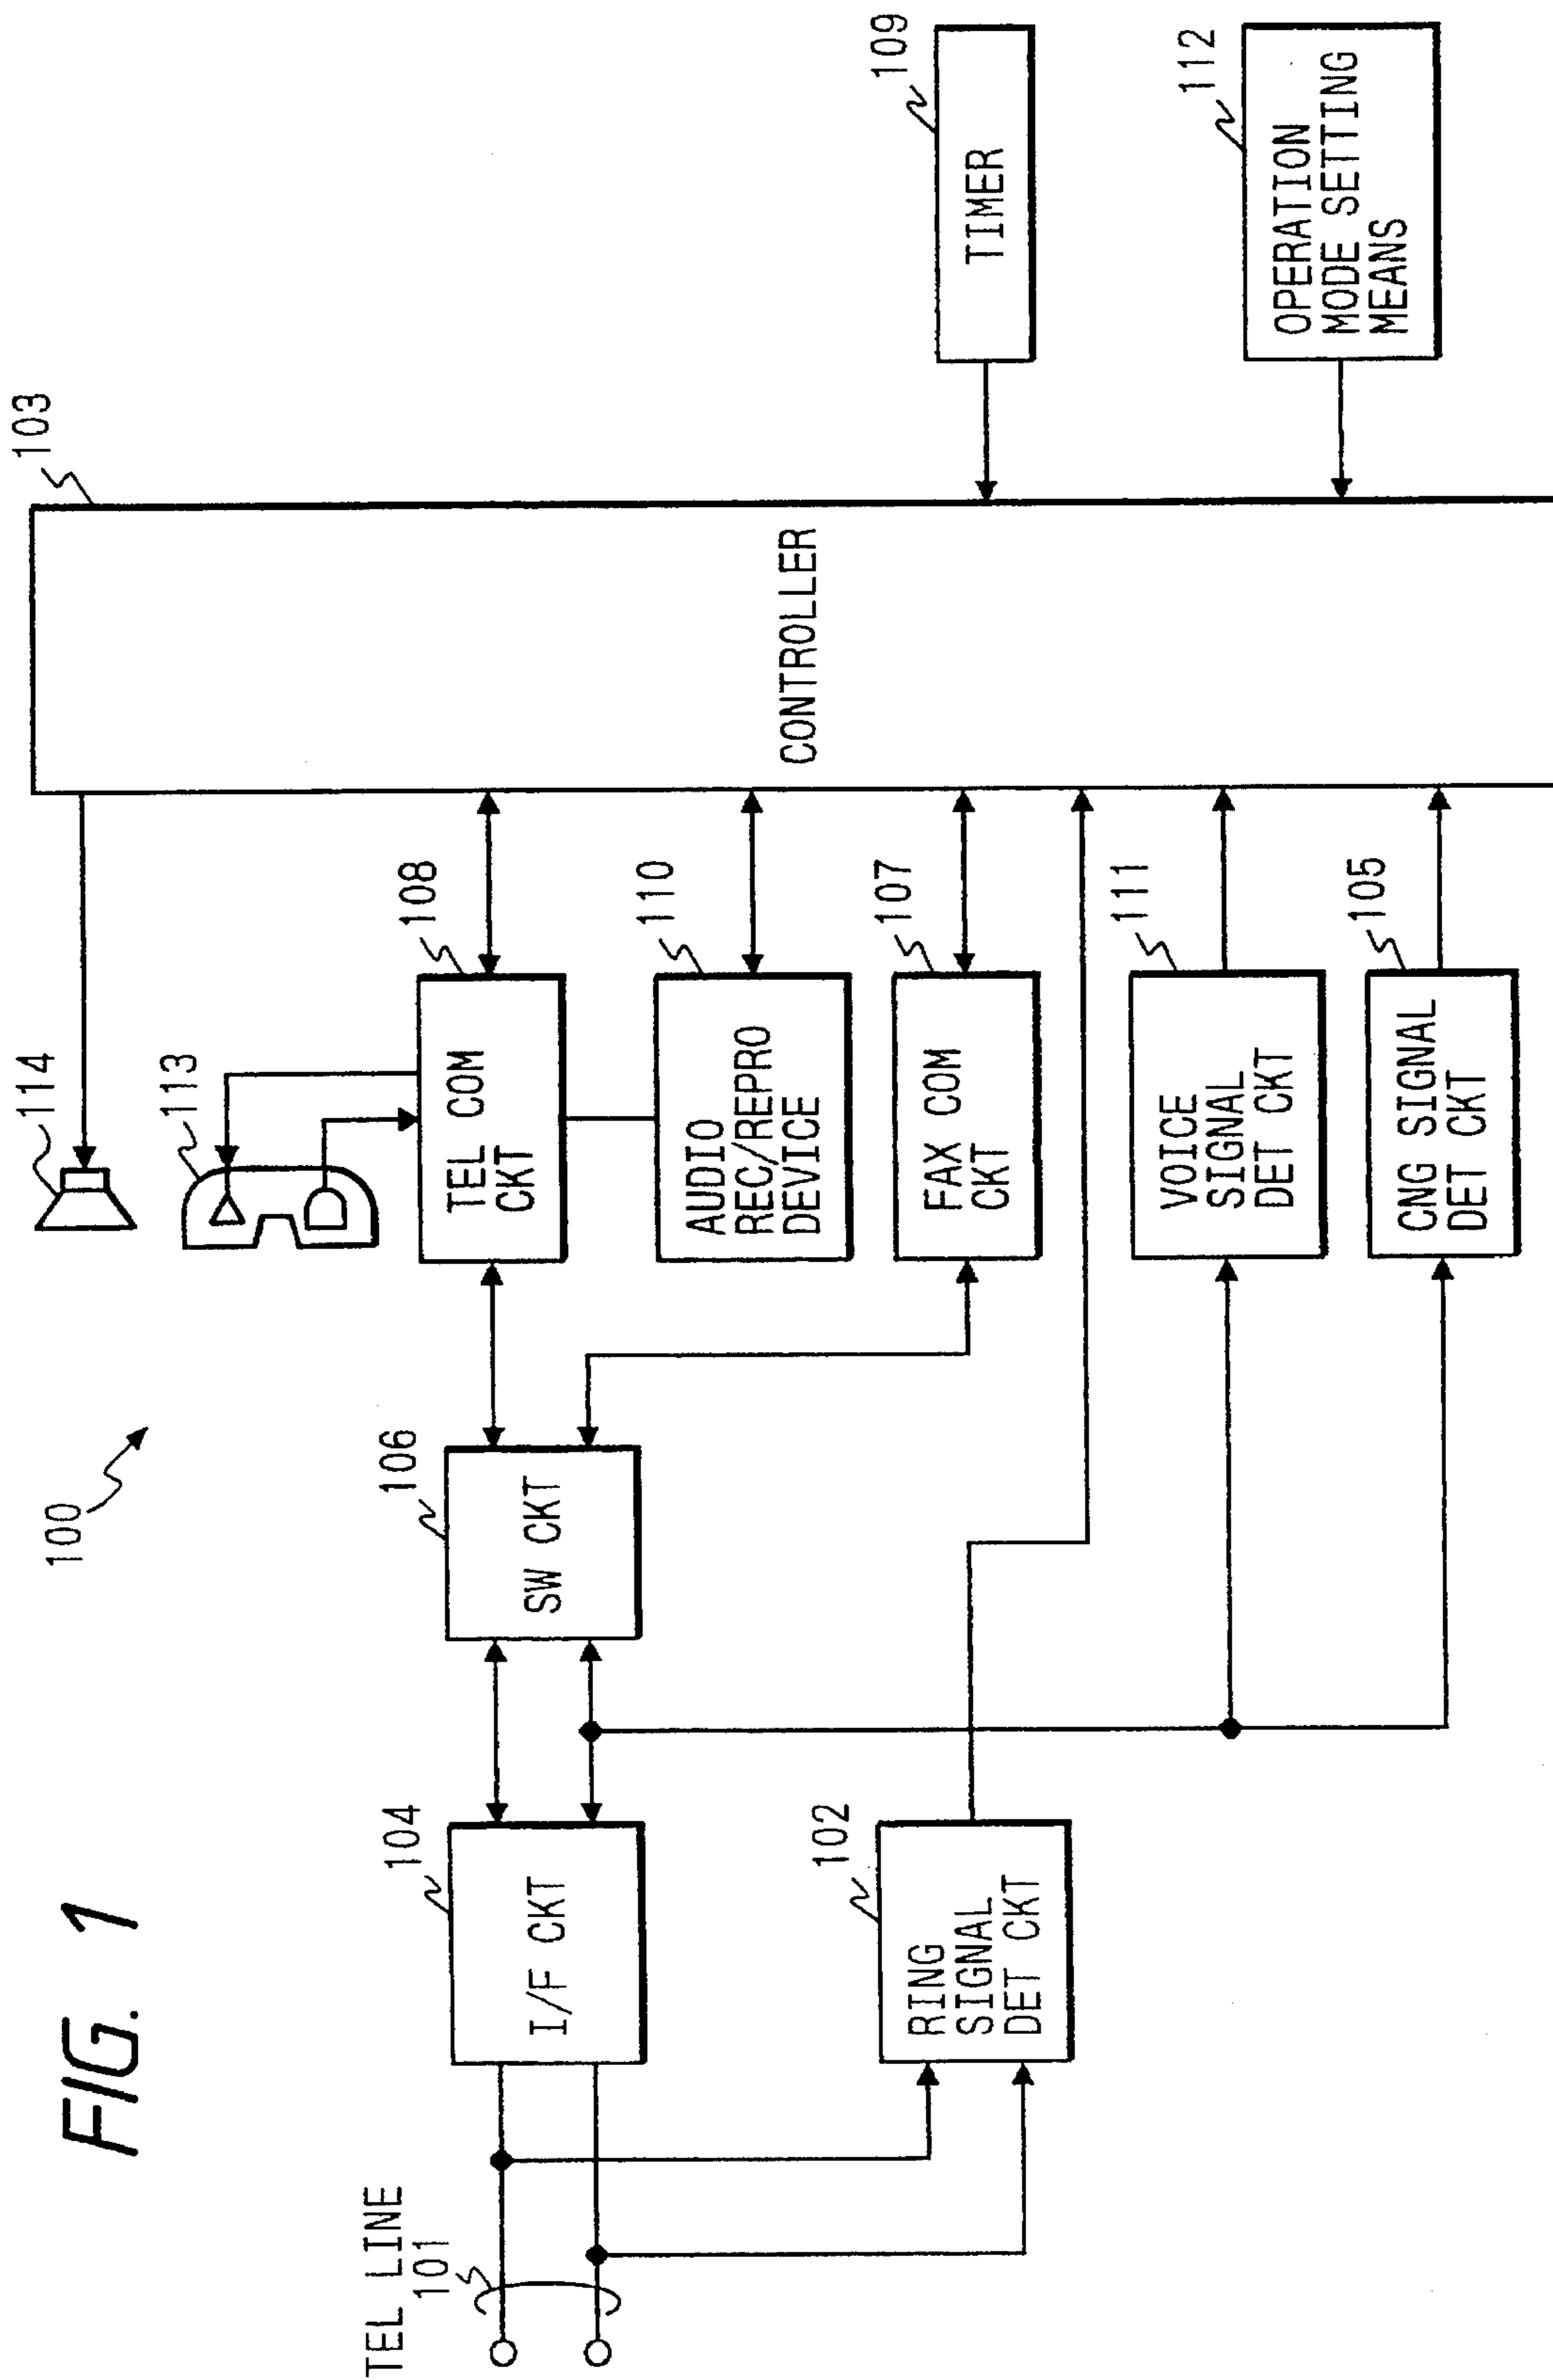 FIG. 1
100
TEL LINE
101
104
I/F CKT
102
RING
SIGNAL
DET CKT
106
SW CKT
114
113
108
TEL COM
CKT
110
AUDIO
REC/REPRO
DEVICE
107
FAX COM
CKT
111
VOICE
SIGNAL
DET CKT
105
CNG SIGNAL
DET CKT
103
CONTROLLER
109
TIMER
112
OPERATION
MODE SETTING
MEANS